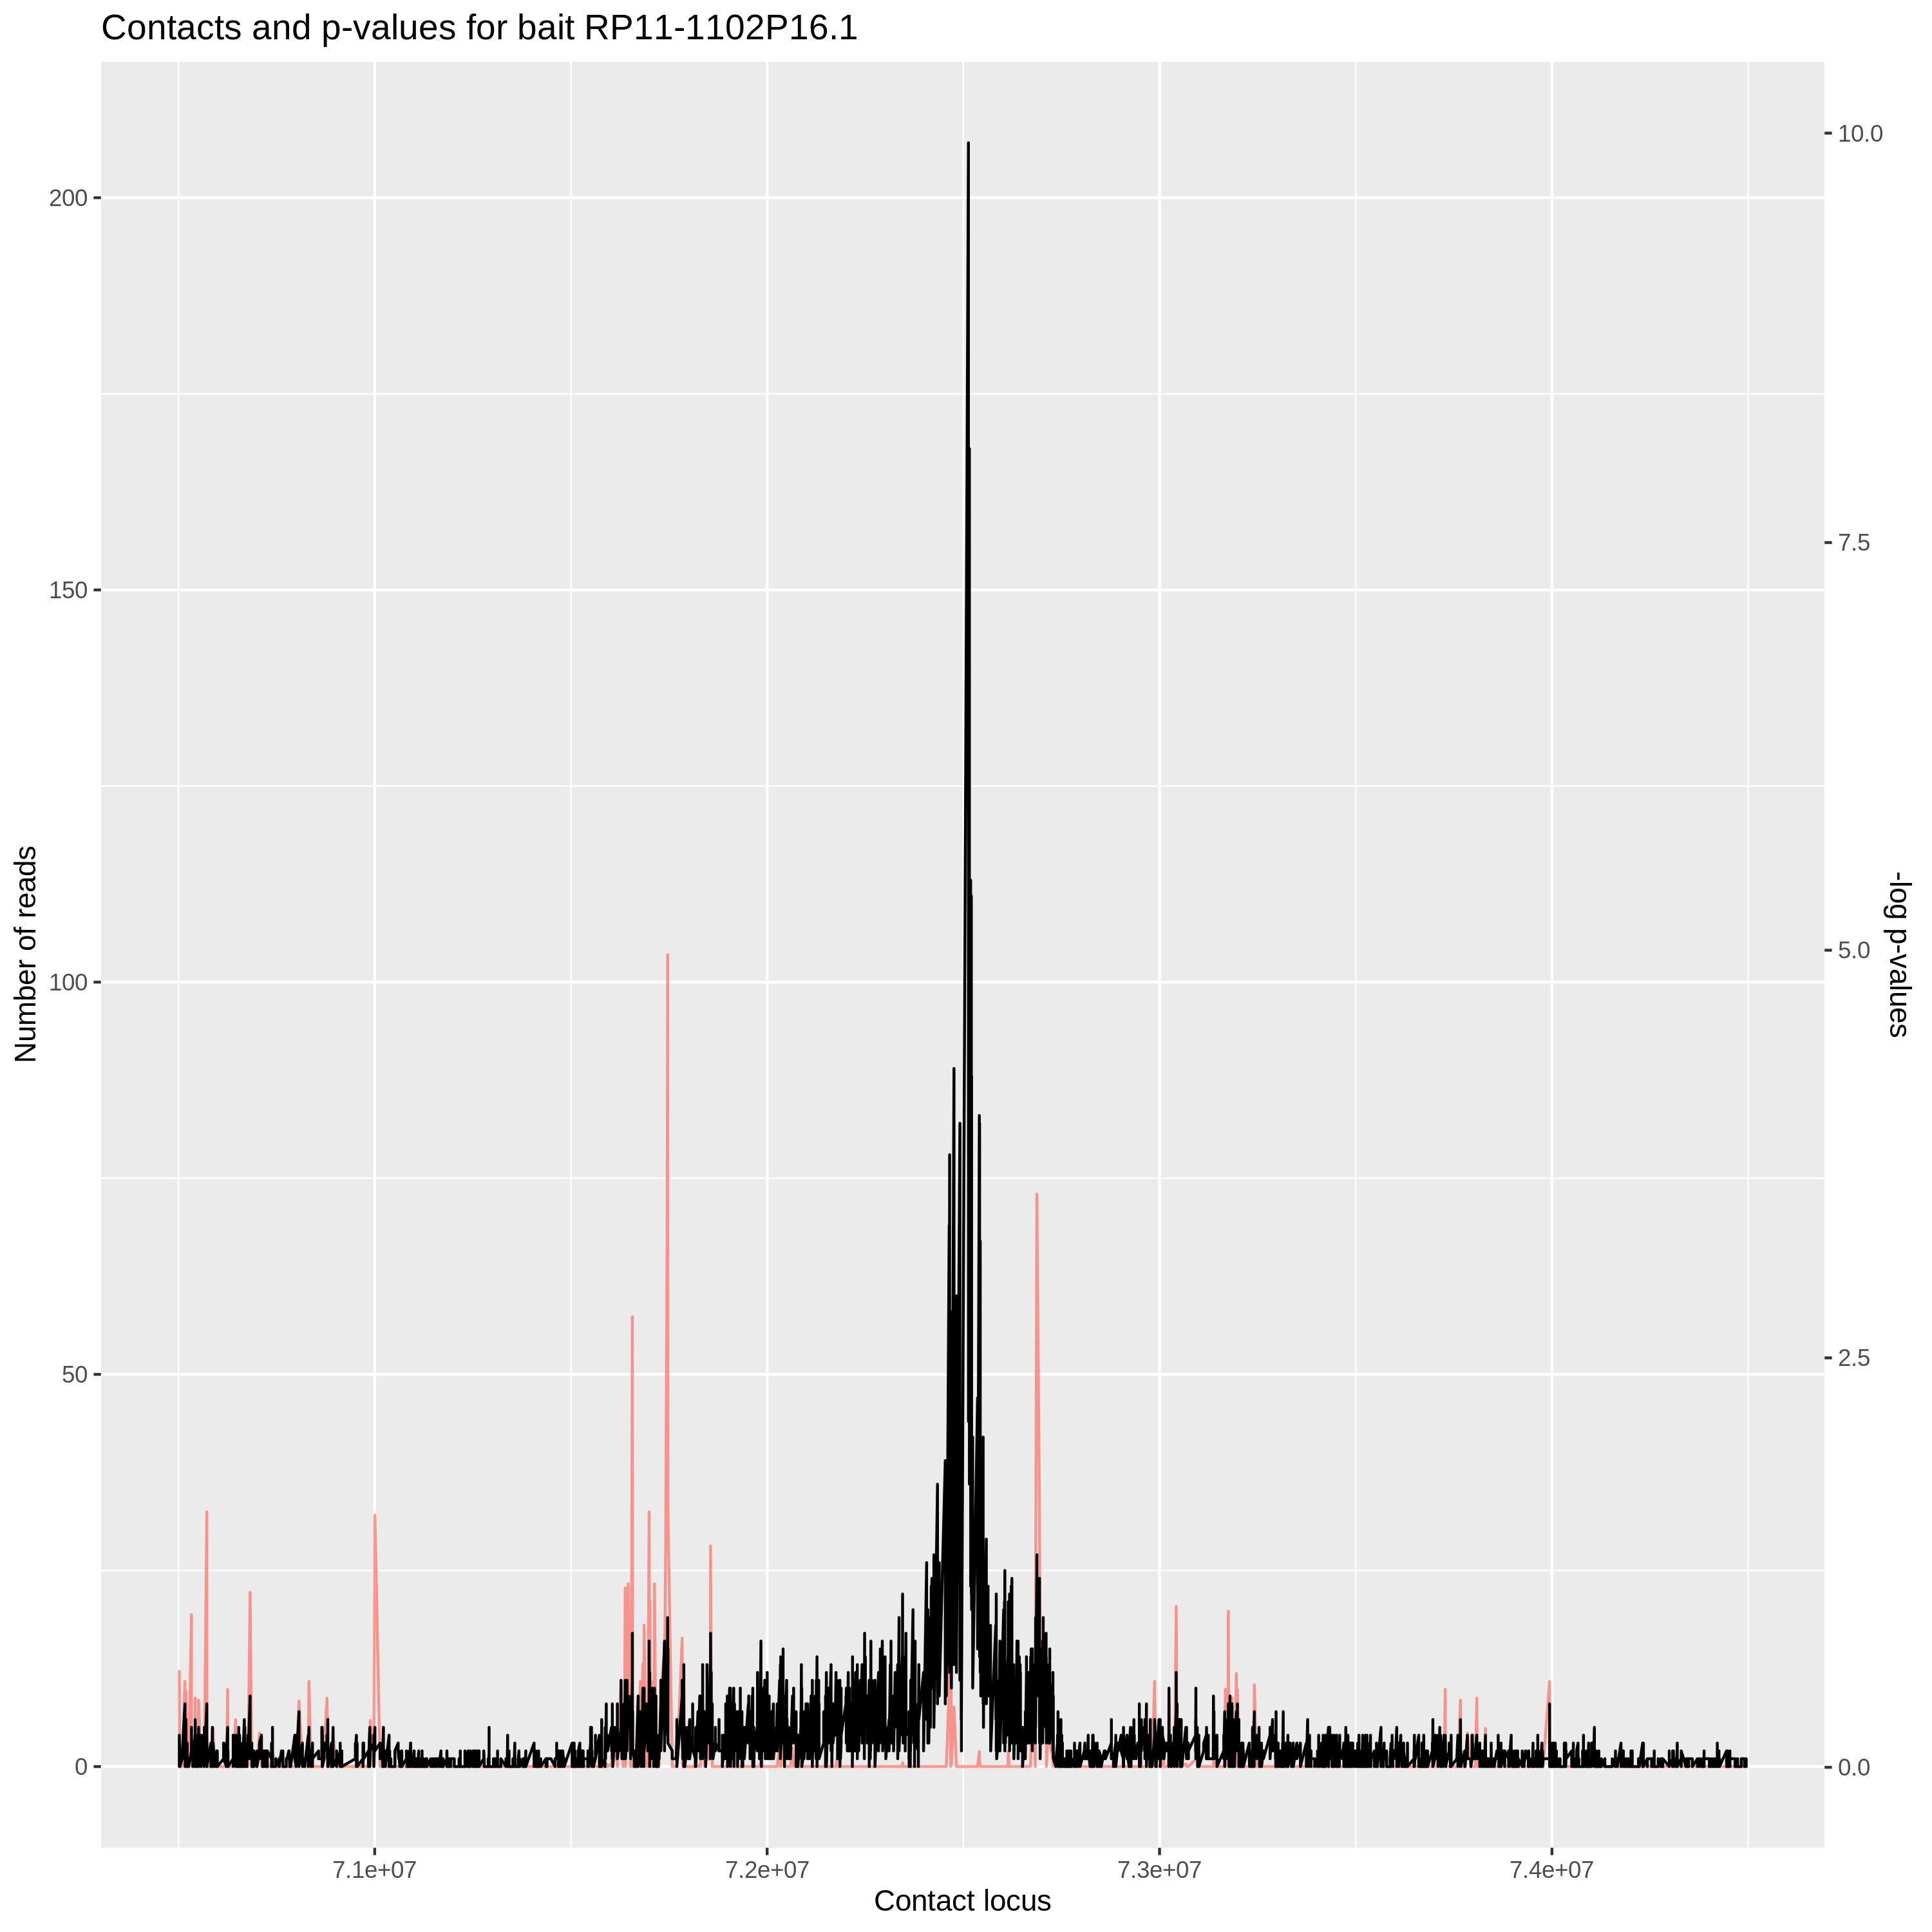 Contacts and p-values for bait RP11-1102P16.1
200
150
100
50
0
10.0
7.5
5.0
2.5
0.0
Number of reads
-log p-values
7.1e+07 7.2e+07 7.3e+07 7.4e+07
Contact locus